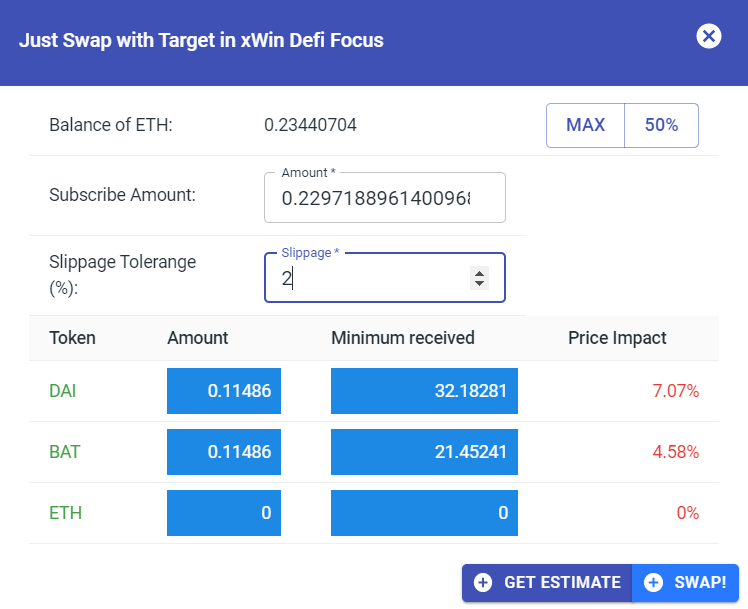 Just Swap with Target in xWin Defi Focus
Balance of ETH: 0.23440704 MAX 50%
Amount *
Subscribe Amount: 0.2297188961400968
Slippage *
Slippage Tolerange
(%): 2
Token Amount Minimum received Price Impact
DAI 0.11486 32.18281 7.07%
BAT 0.11486 21.45241 4.58%
ETH 0 0 0%
GET ESTIMATE SWAP!